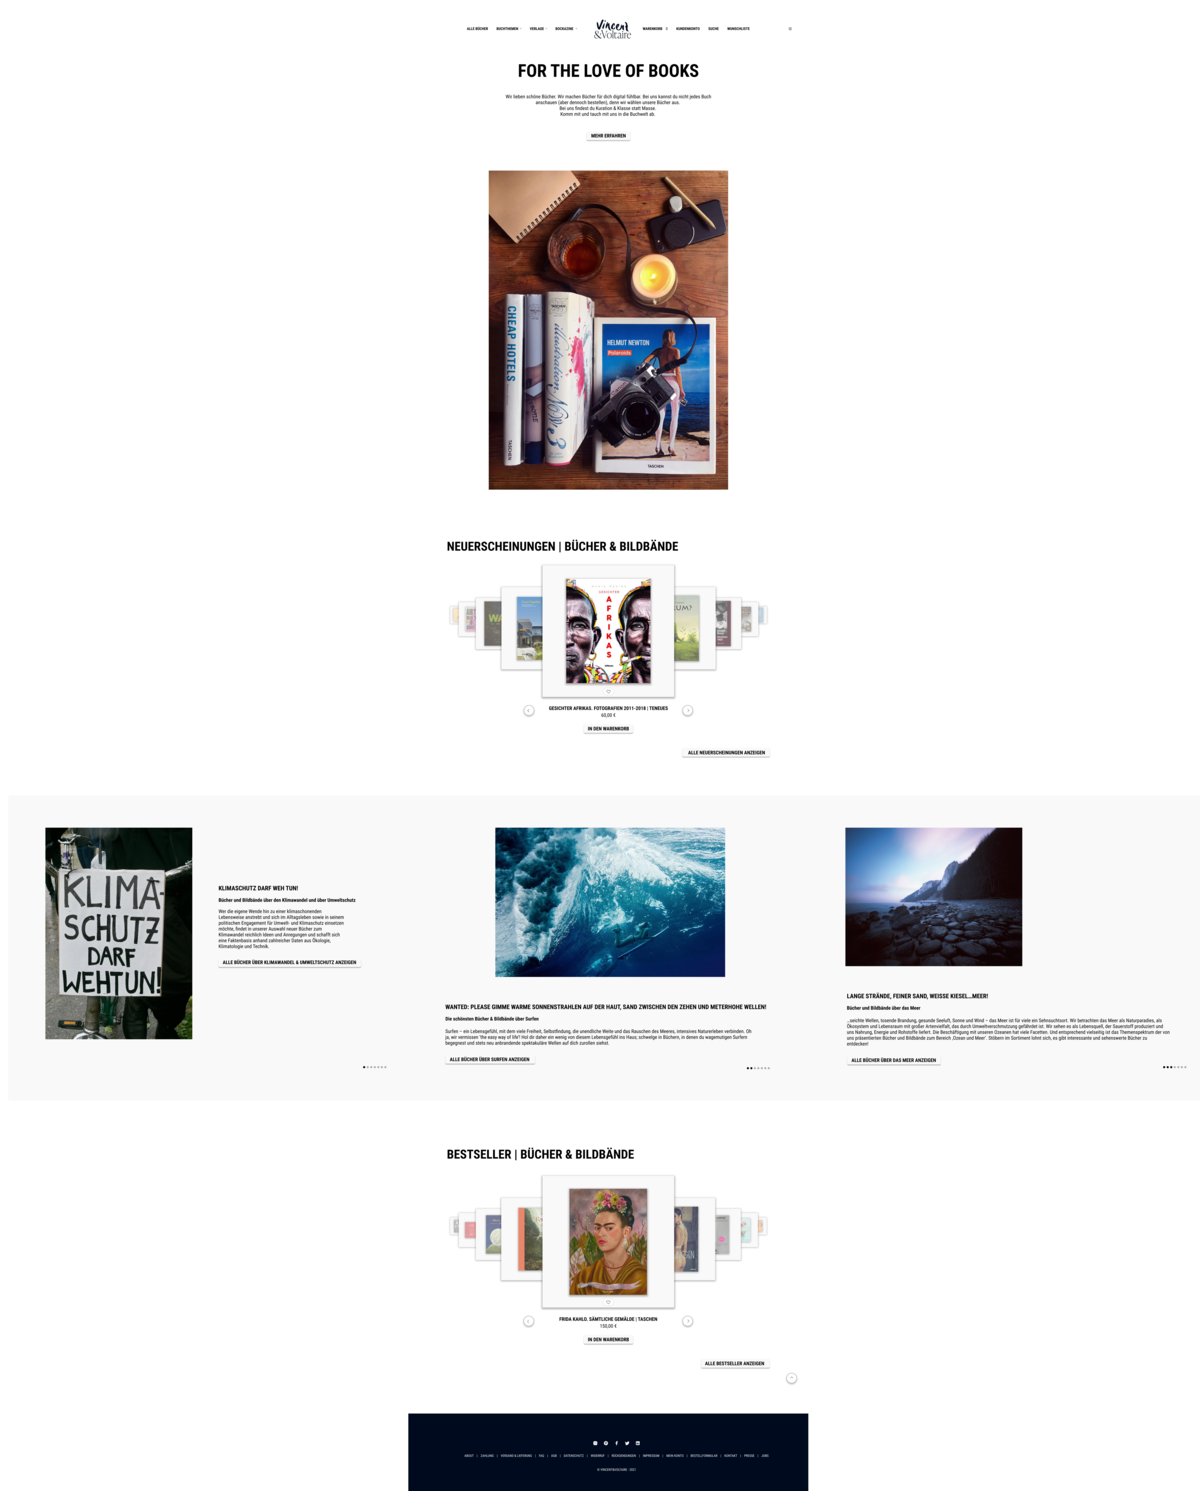 ALLE BÜCHER
BUCHTHEMEN
VERLAGE
BOOKAZINE
Vincent
&Voltaire
WARENKORB 0
KUNDENKONTO
SUCHE
WUNSCHLISTE
FOR THE LOVE OF BOOKS
Wir lieben schöne Bücher. Wir machen Bücher für dich digital fühlbar. Bei uns kannst du nicht jedes Buch
anschauen (aber dennoch bestellen), denn wir wählen unsere Bücher aus.
Bei uns findest du Kuration & Klasse statt Masse.
Komm mit und tauch mit uns in die Buchwelt ab.
MEHR ERFAHREN
CHEAP HOTELS
TASCHEN
illustration Now 3
HELMUT NEWTON
Polaroids
TASCHEN
NEUERSCHEINUNGEN | BÜCHER & BILDBÄNDE
GESICHTER
AFRIKAS
GESICHTER AFRIKAS. FOTOGRAFIEN 2011-2018 | TENEUES
60,00 €
IN DEN WARENKORB
ALLE NEUERSCHEINUNGEN ANZEIGEN
KLIMA-
SCHUTZ
DARF
WEHTUN!
KLIMASCHUTZ DARF WEH TUN!
Bücher und Bildbände über den Klimawandel und über Umweltschutz
Wer die eigene Wende hin zu einer klimaschonenden
Lebensweise anstrebt und sich im Alltagsleben sowie in seinem
politischen Engagement für Umwelt- und Klimaschutz einsetzen
möchte, findet in unserer Auswahl neuer Bücher zum
Klimawandel reichlich Ideen und Anregungen und schafft sich
eine Faktenbasis anhand zahlreicher Daten aus Ökologie,
Klimatologie und Technik.
ALLE BÜCHER ÜBER KLIMAWANDEL & UMWELTSCHUTZ ANZEIGEN
WANTED: PLEASE GIMME WARME SONNENSTRAHLEN AUF DER HAUT, SAND ZWISCHEN DEN ZEHEN UND METERHOHE WELLEN!
Die schönsten Bücher & Bildbände über Surfen
Surfen – ein Lebensgefühl, mit dem viele Freiheit, Selbstfindung, die unendliche Weite und das Rauschen des Meeres, intensives Naturerleben verbinden. Oh
ja, wir vermissen 'the easy way of life'! Hol dir daher ein wenig von diesem Lebensgefühl ins Haus; schwelge in Büchern, in denen du wagemutigen Surfern
begegnest und stets neu anbrandende spektakuläre Wellen auf dich zurollen siehst.
ALLE BÜCHER ÜBER SURFEN ANZEIGEN
LANGE STRÄNDE, FEINER SAND, WEISSE KIESEL…MEER!
Bücher und Bildbände über das Meer
…seichte Wellen, tosende Brandung, gesunde Seeluft, Sonne und Wind – das Meer ist für viele ein Sehnsuchtsort. Wir betrachten das Meer als Naturparadies, als
Ökosystem und Lebensraum mit großer Artenvielfalt, das durch Umweltverschmutzung gefährdet ist. Wir sehen es als Lebensquell, der Sauerstoff produziert und
uns Nahrung, Energie und Rohstoffe liefert. Die Beschäftigung mit unseren Ozeanen hat viele Facetten. Und entsprechend vielseitig ist das Themenspektrum der von
uns präsentierten Bücher und Bildbände zum Bereich ‚Ozean und Meer'. Stöbern im Sortiment lohnt sich, es gibt interessante und sehenswerte Bücher zu
entdecken!
ALLE BÜCHER ÜBER DAS MEER ANZEIGEN
BESTSELLER | BÜCHER & BILDBÄNDE
FRIDA KAHLO. SÄMTLICHE GEMÄLDE | TASCHEN
150,00 €
IN DEN WARENKORB
ALLE BESTSELLER ANZEIGEN
ABOUT | ZAHLUNG | VERSAND & LIEFERUNG | FAQ | AGB | DATENSCHUTZ | WIDERRUF | RÜCKSENDUNGEN | IMPRESSUM | MEIN KONTO | BESTELLFORMULAR | KONTAKT | PRESSE | JOBS
© VINCENT&VOLTAIRE 2021